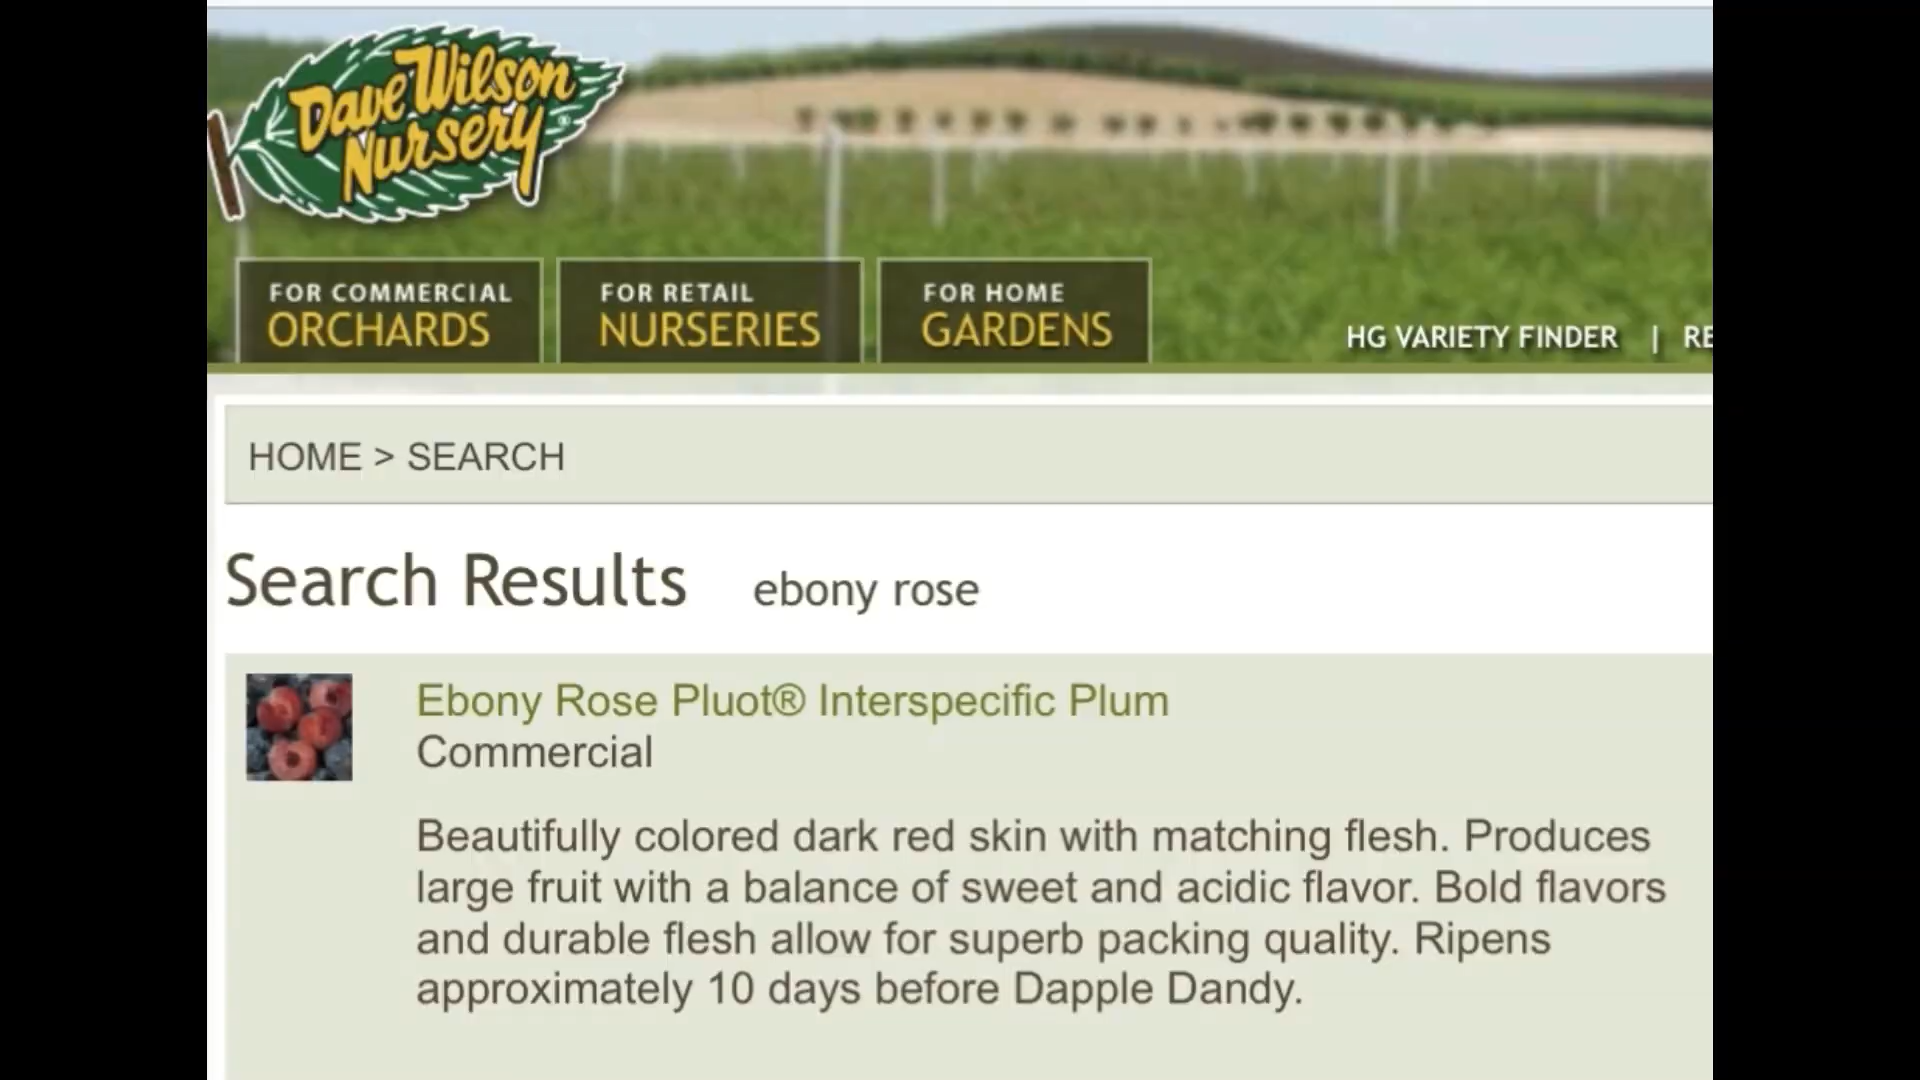 Dave Wilson
Nursery®
FOR COMMERCIAL
ORCHARDS
FOR RETAIL
NURSERIES
FOR HOME
GARDENS
HG VARIETY FINDER | RE
HOME > SEARCH
Search Results ebony rose
Ebony Rose Pluot® Interspecific Plum
Commercial
Beautifully colored dark red skin with matching flesh. Produces
large fruit with a balance of sweet and acidic flavor. Bold flavors
and durable flesh allow for superb packing quality. Ripens
approximately 10 days before Dapple Dandy.